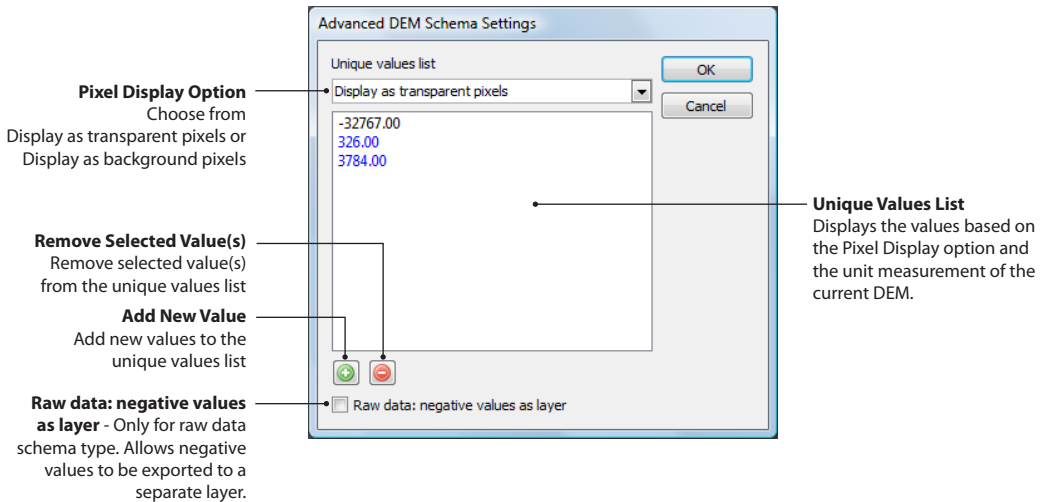 Advanced DEM Schema Settings
Unique values list
OK
Display as transparent pixels
Cancel
-32767.00
326.00
3784.00
Raw data: negative values as layer
Pixel Display Option
Choose from
Display as transparent pixels or
Display as background pixels
Remove Selected Value(s)
Remove selected value(s)
from the unique values list
Add New Value
Add new values to the
unique values list
Raw data: negative values
as layer - Only for raw data
schema type. Allows negative
values to be exported to a
separate layer.
Unique Values List
Displays the values based on
the Pixel Display option and
the unit measurement of the
current DEM.